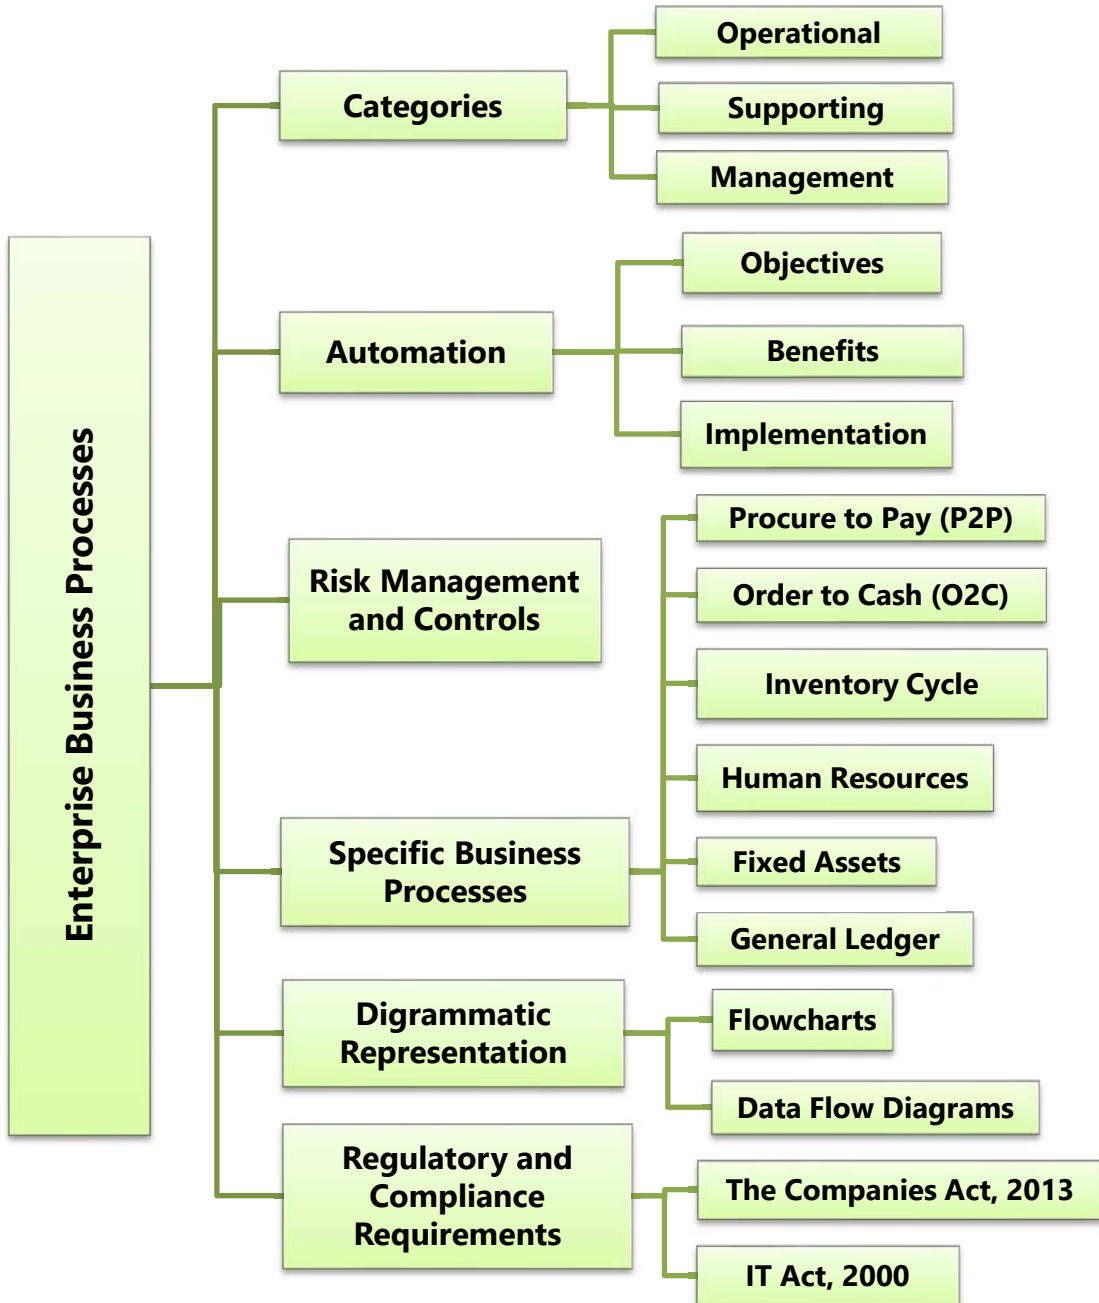 Enterprise Business Processes
Categories
Operational
Supporting
Management
Automation
Objectives
Benefits
Implementation
Risk Management
and Controls
Specific Business
Processes
Procure to Pay (P2P)
Order to Cash (O2C)
Inventory Cycle
Human Resources
Fixed Assets
General Ledger
Digrammatic
Representation
Flowcharts
Data Flow Diagrams
Regulatory and
Compliance
Requirements
The Companies Act, 2013
IT Act, 2000